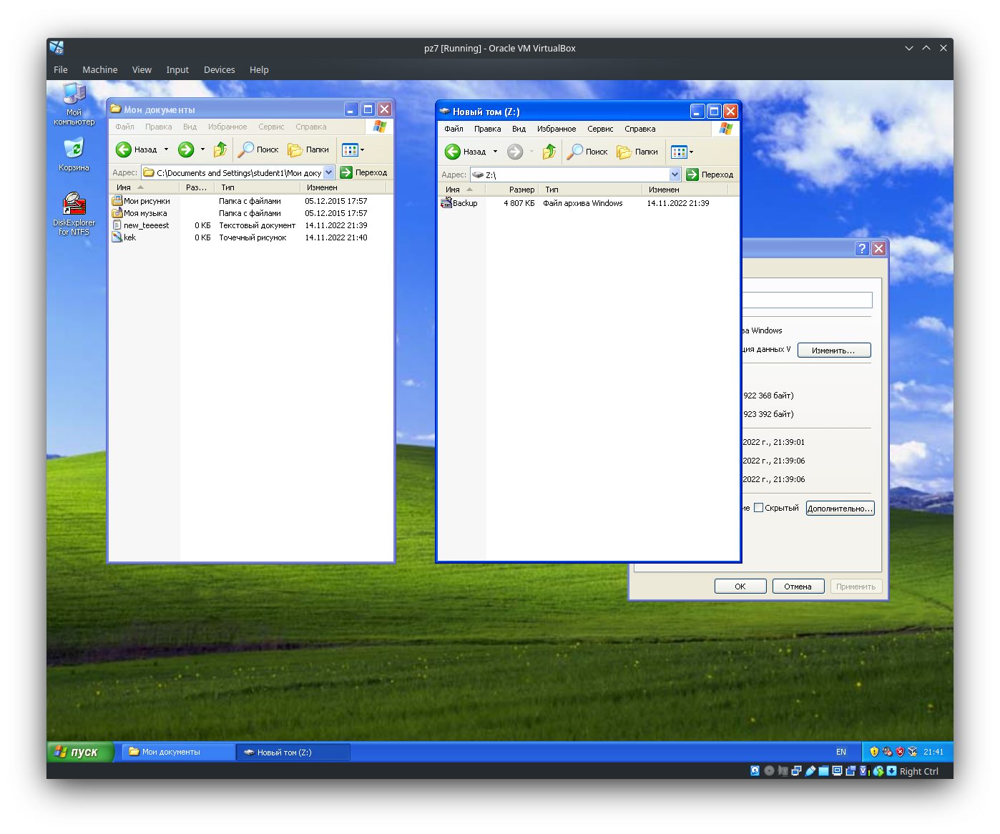 pz7 [Running] - Oracle VM VirtualBox
File Machine View Input Devices Help
Мой компьютер
Корзина
DiskExplorer for NTFS
Мои документы
Файл Правка Вид Избранное Сервис Справка
Назад Поиск Папки
Адрес: C:\Documents and Settings\student1\Мои доку Переход
Имя Раз... Тип Изменен
Мои рисунки Папка с файлами 05.12.2015 17:57
Моя музыка Папка с файлами 05.12.2015 17:57
new_teeeest 0 КБ Текстовый документ 14.11.2022 21:39
kek 0 КБ Точечный рисунок 14.11.2022 21:40
Новый том (Z:)
Файл Правка Вид Избранное Сервис Справка
Назад Поиск Папки
Адрес: Z:\ Переход
Имя Размер Тип Изменен
Backup 4 807 КБ Файл архива Windows 14.11.2022 21:39
?
ва Windows
ция данных Изменить...
922 368 байт)
923 392 байт)
2022 г., 21:39:01
2022 г., 21:39:06
2022 г., 21:39:06
ие Скрытый Дополнительно...
ОК Отмена Применить
пуск Мои документы Новый том (Z:) EN 21:41
Right Ctrl